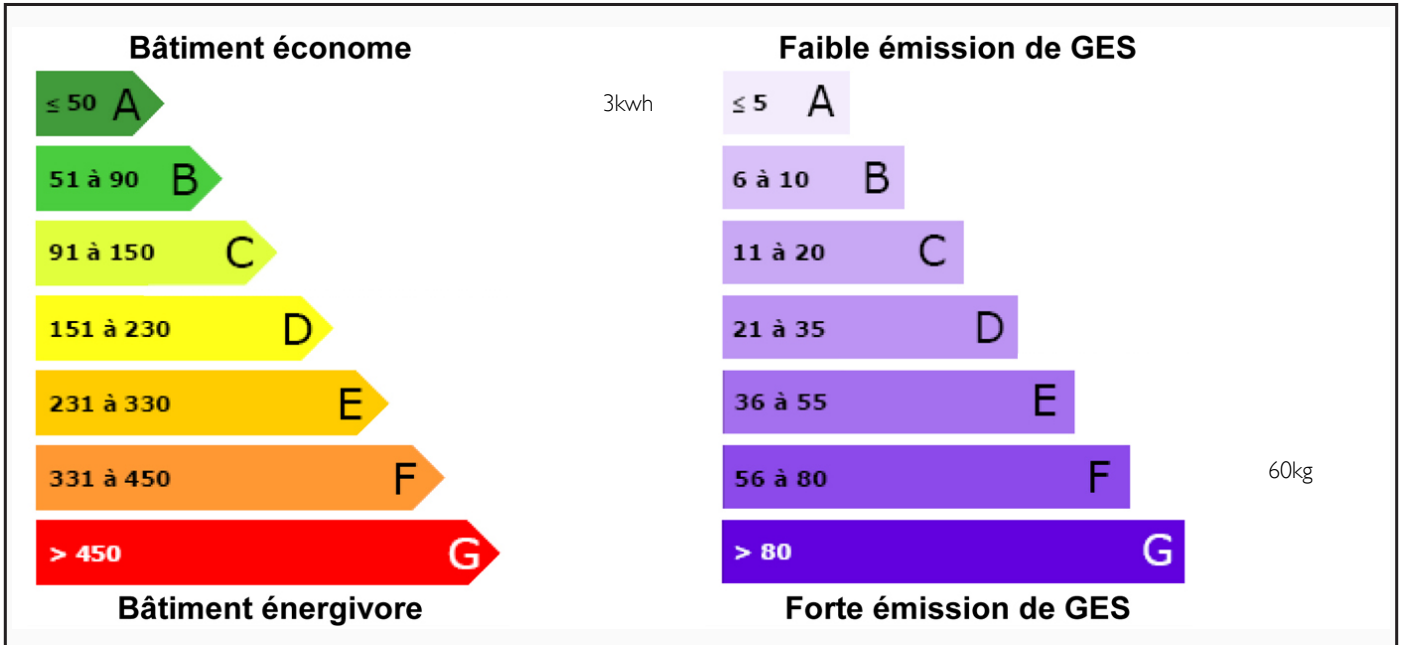 Bâtiment économe
≤ 50 A
3kwh
51 à 90 B
91 à 150 C
151 à 230 D
231 à 330 E
331 à 450 F
> 450 G
Bâtiment énergivore
Faible émission de GES
≤ 5 A
6 à 10 B
11 à 20 C
21 à 35 D
36 à 55 E
56 à 80 F
60kg
> 80 G
Forte émission de GES